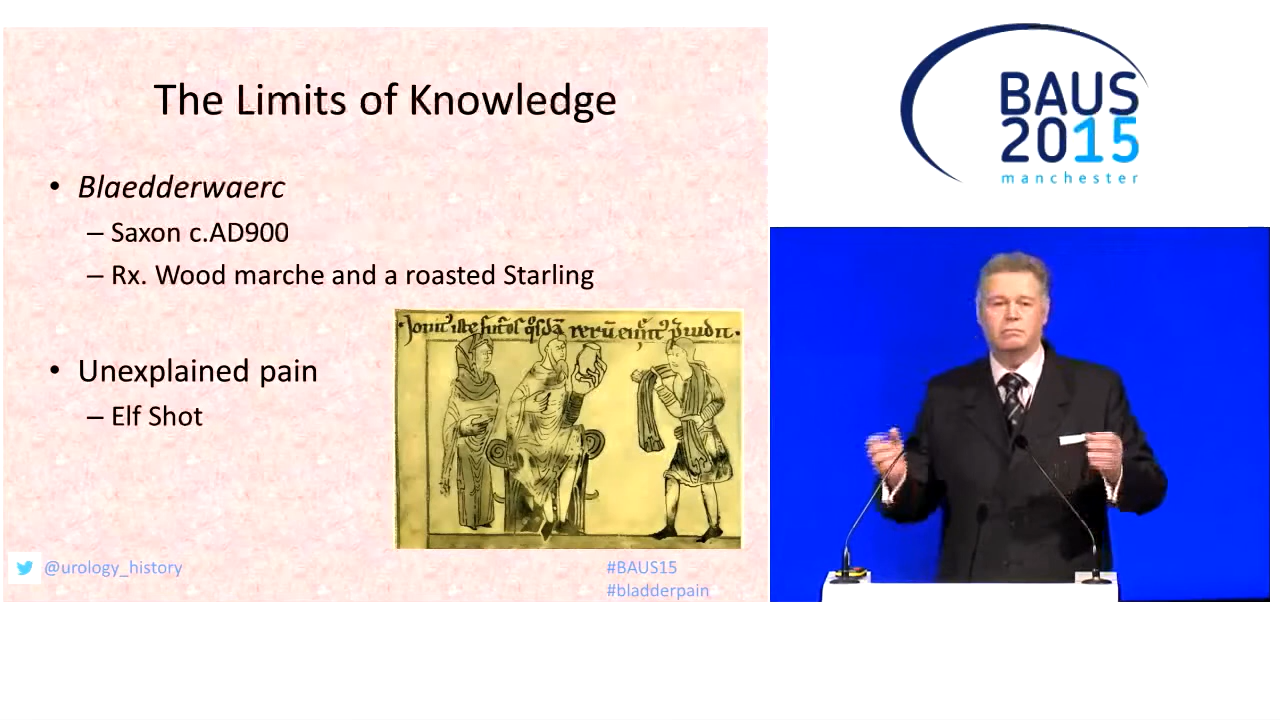 The Limits of Knowledge
• Blaedderwaerc
– Saxon c.AD900
– Rx. Wood marche and a roasted Starling
• Unexplained pain
– Elf Shot
@urology_history
#BAUS15
#bladderpain
BAUS
2015
manchester